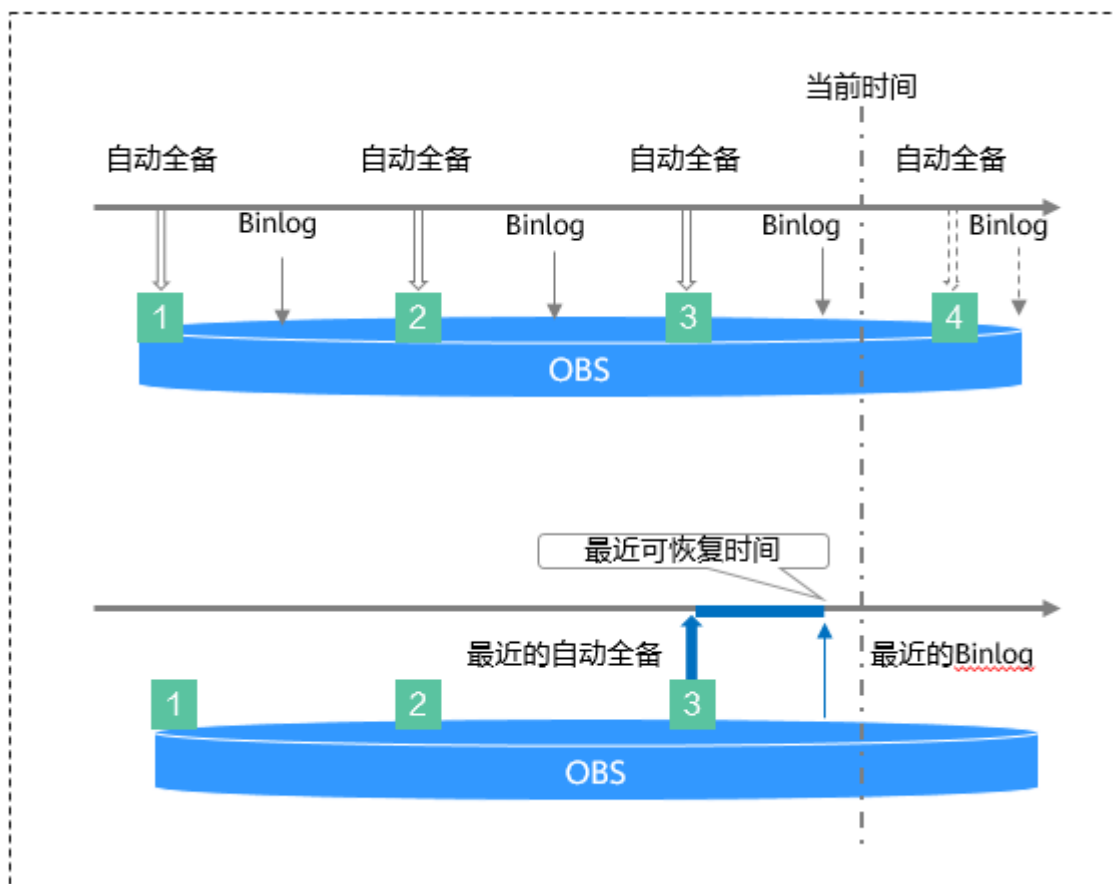 当前时间
自动全备 自动全备 自动全备 自动全备
Binlog Binlog Binlog Binlog
1 2 3 4
OBS
最近可恢复时间
最近的自动全备 最近的Binlog
1 2 3
OBS